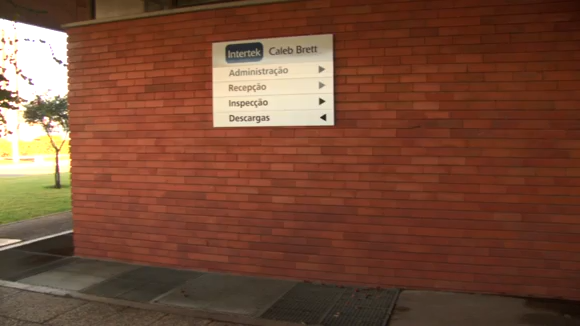 Intertek Caleb Brett
Administração
Recepção
Inspecção
Descargas